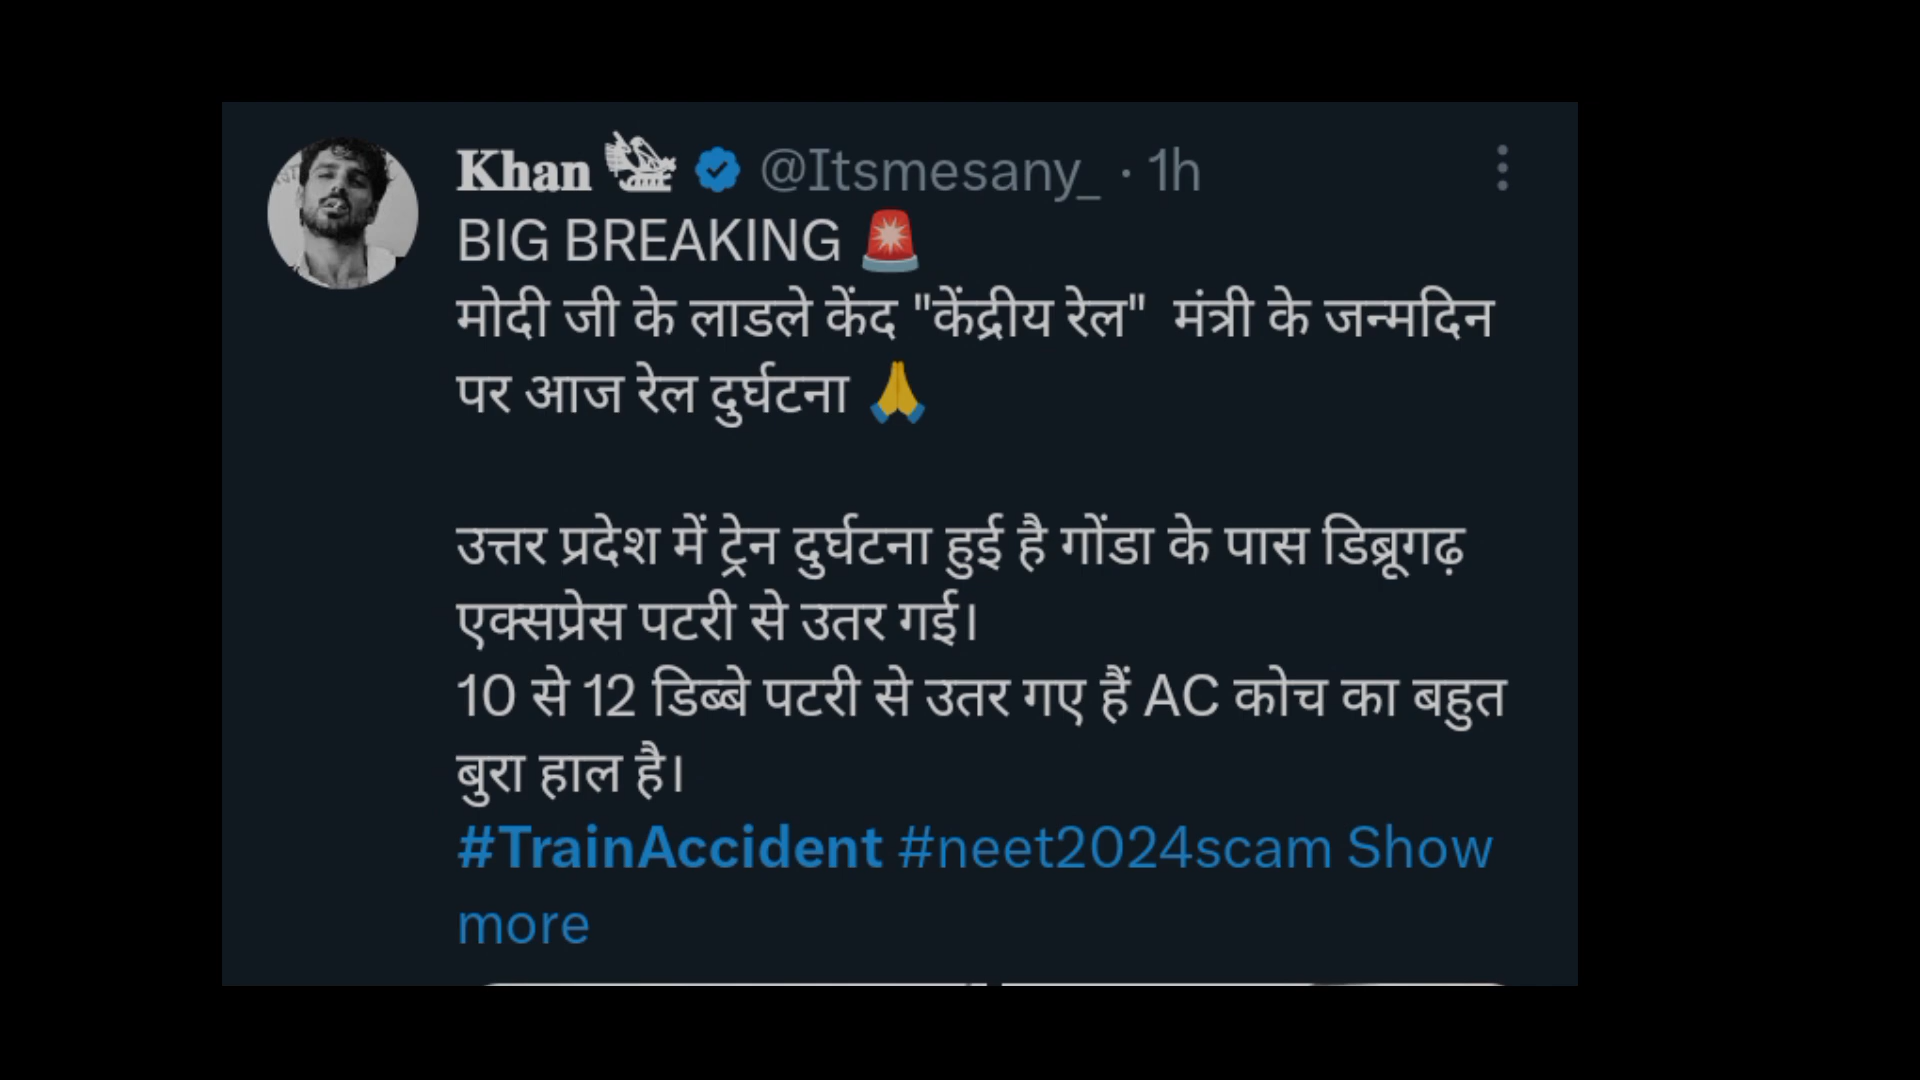 Khan @Itsmesany_ · 1h
BIG BREAKING 🚨
मोदी जी के लाडले केंद "केंद्रीय रेल" मंत्री के जन्मदिन
पर आज रेल दुर्घटना 🙏
उत्तर प्रदेश में ट्रेन दुर्घटना हुई है गोंडा के पास डिब्रूगढ़
एक्सप्रेस पटरी से उतर गई।
10 से 12 डिब्बे पटरी से उतर गए हैं AC कोच का बहुत
बुरा हाल है।
#TrainAccident #neet2024scam Show
more